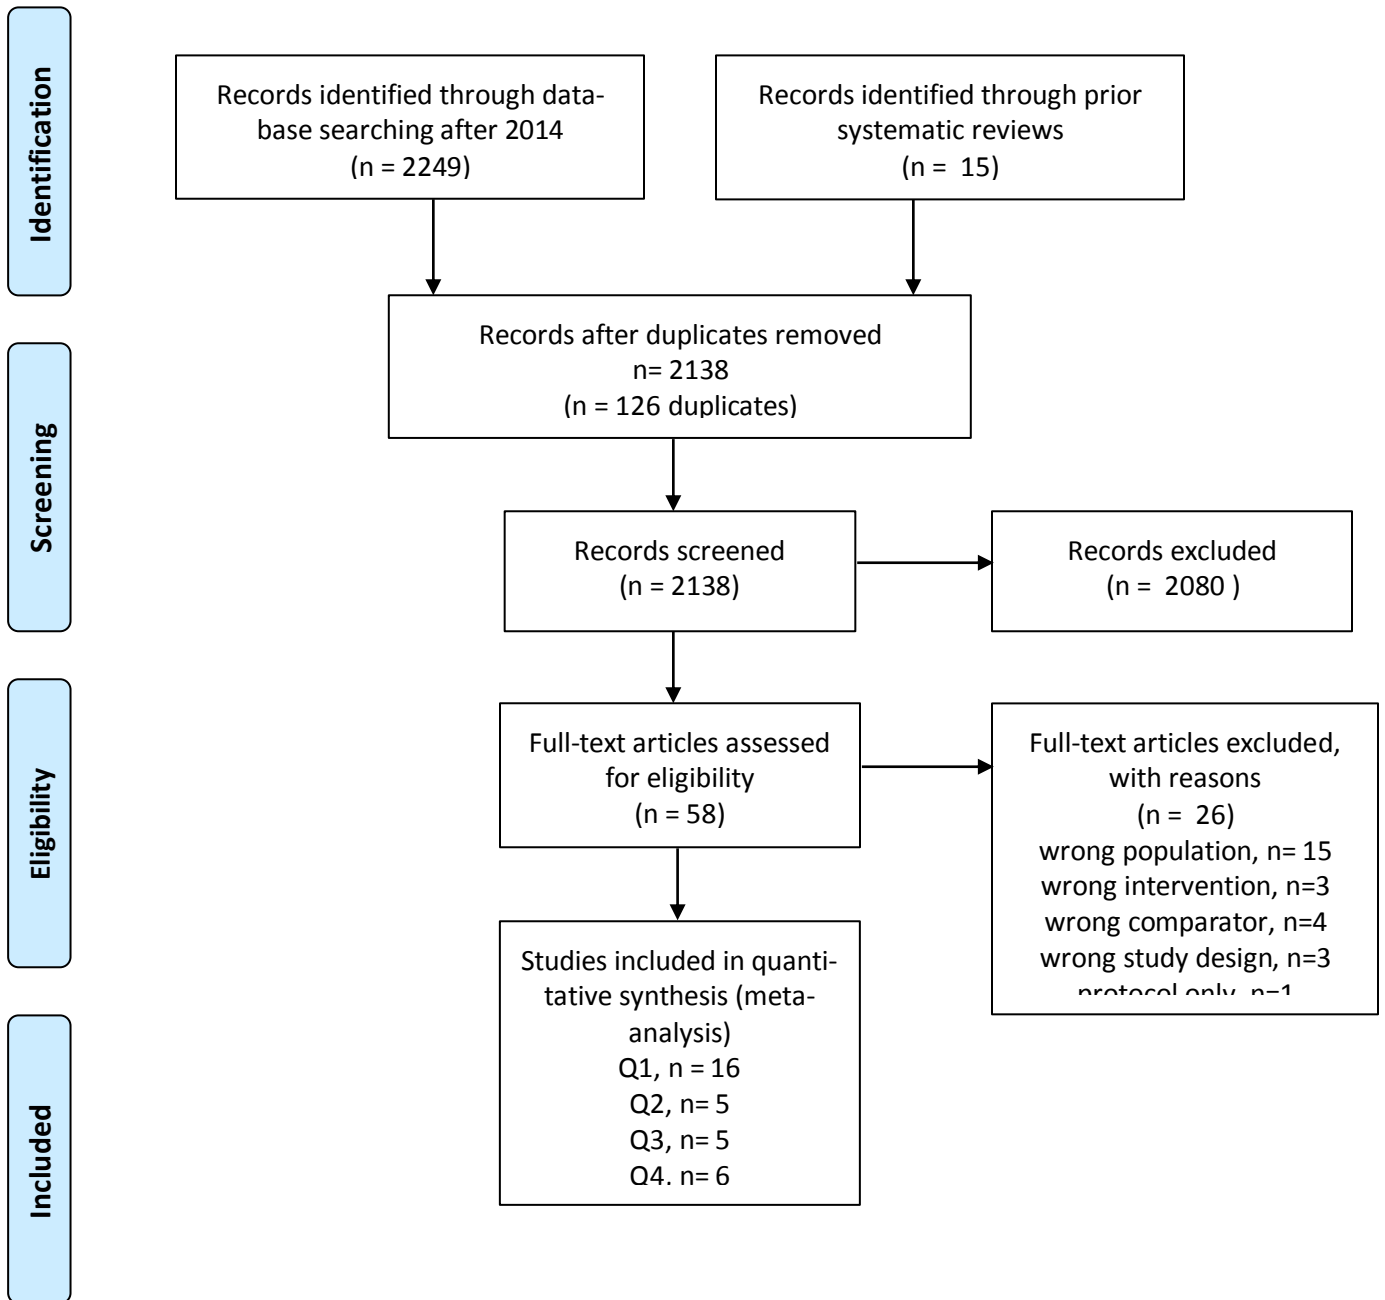 Identification
Records identified through data-
base searching after 2014
(n = 2249)
Records identified through prior
systematic reviews
(n =  15)
Records after duplicates removed
n= 2138
(n = 126 duplicates)
Screening
Records screened
(n = 2138)
Records excluded
(n =  2080 )
Eligibility
Full-text articles assessed
for eligibility
(n = 58)
Full-text articles excluded,
with reasons
(n =  26)
wrong population, n= 15
wrong intervention, n=3
wrong comparator, n=4
wrong study design, n=3
protocol only, n=1
Included
Studies included in quanti-
tative synthesis (meta-
analysis)
Q1, n = 16
Q2, n= 5
Q3, n= 5
Q4, n= 6